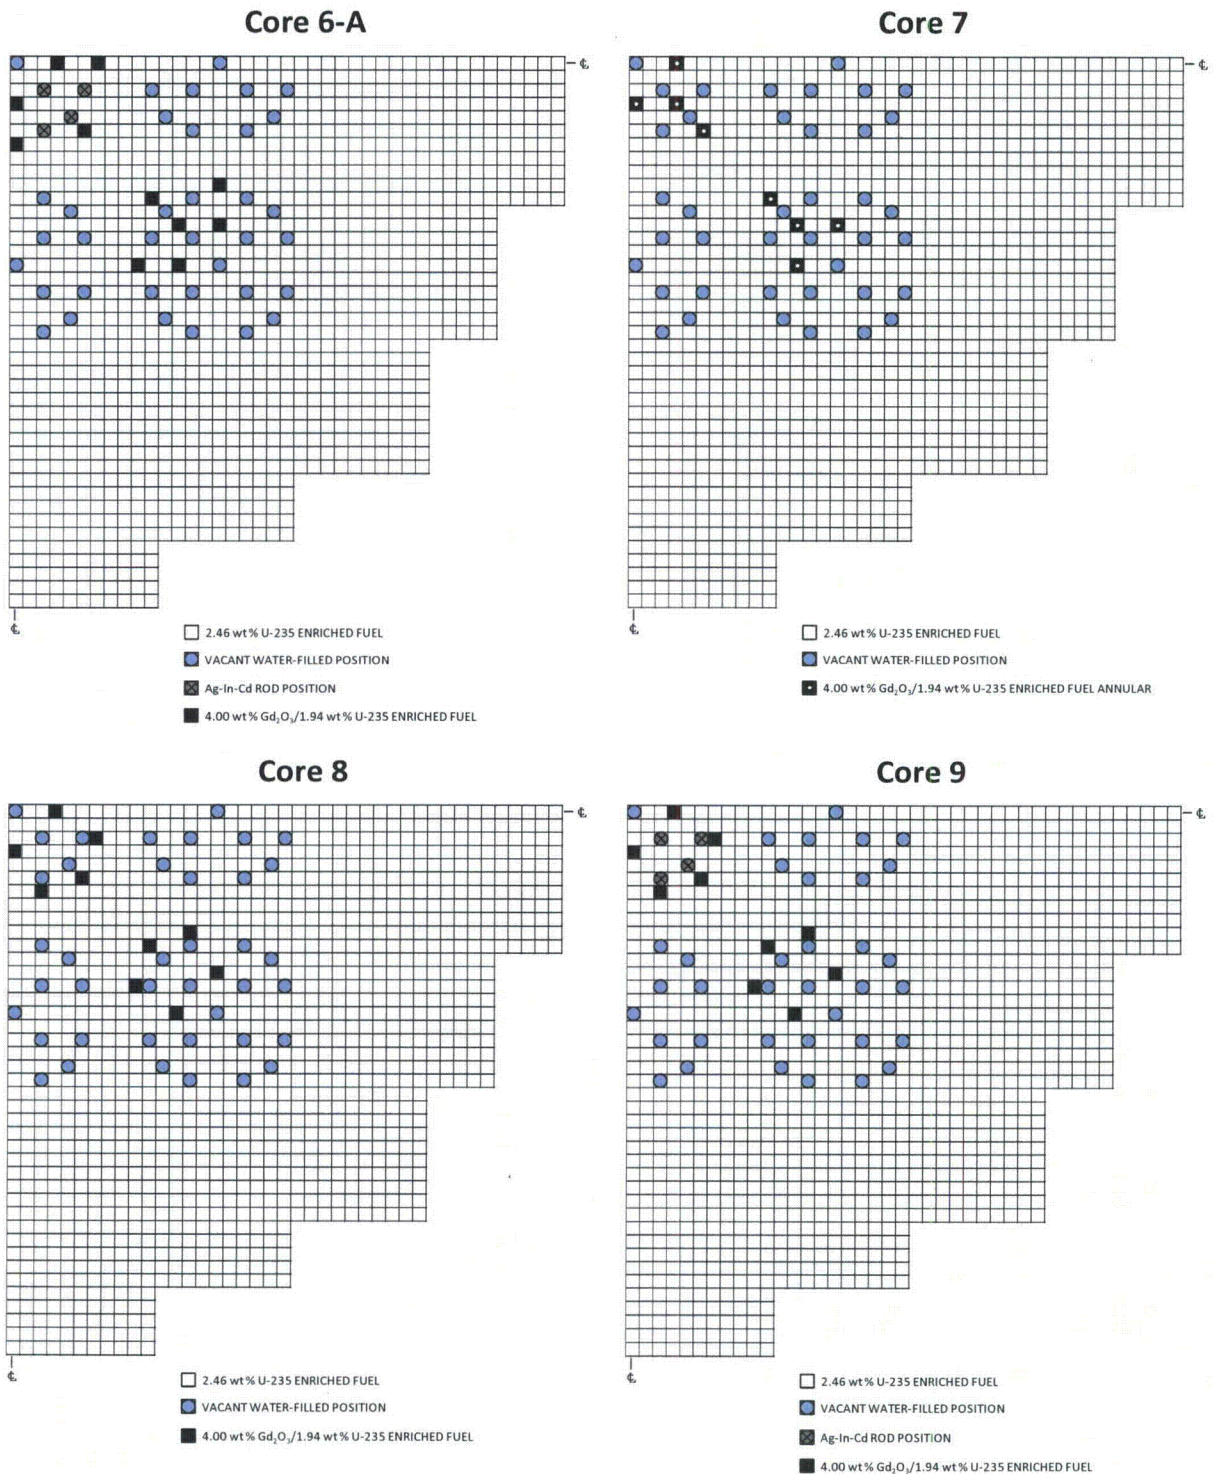 Core 6-A
Core 7
℄
℄
℄
℄
2.46 wt% U-235 ENRICHED FUEL
VACANT WATER-FILLED POSITION
Ag-In-Cd ROD POSITION
4.00 wt% Gd₂O₃/1.94 wt% U-235 ENRICHED FUEL
2.46 wt% U-235 ENRICHED FUEL
VACANT WATER-FILLED POSITION
4.00 wt% Gd₂O₃/1.94 wt% U-235 ENRICHED FUEL ANNULAR
Core 8
Core 9
℄
℄
℄
℄
2.46 wt% U-235 ENRICHED FUEL
VACANT WATER-FILLED POSITION
4.00 wt% Gd₂O₃/1.94 wt% U-235 ENRICHED FUEL
2.46 wt% U-235 ENRICHED FUEL
VACANT WATER-FILLED POSITION
Ag-In-Cd ROD POSITION
4.00 wt% Gd₂O₃/1.94 wt% U-235 ENRICHED FUEL